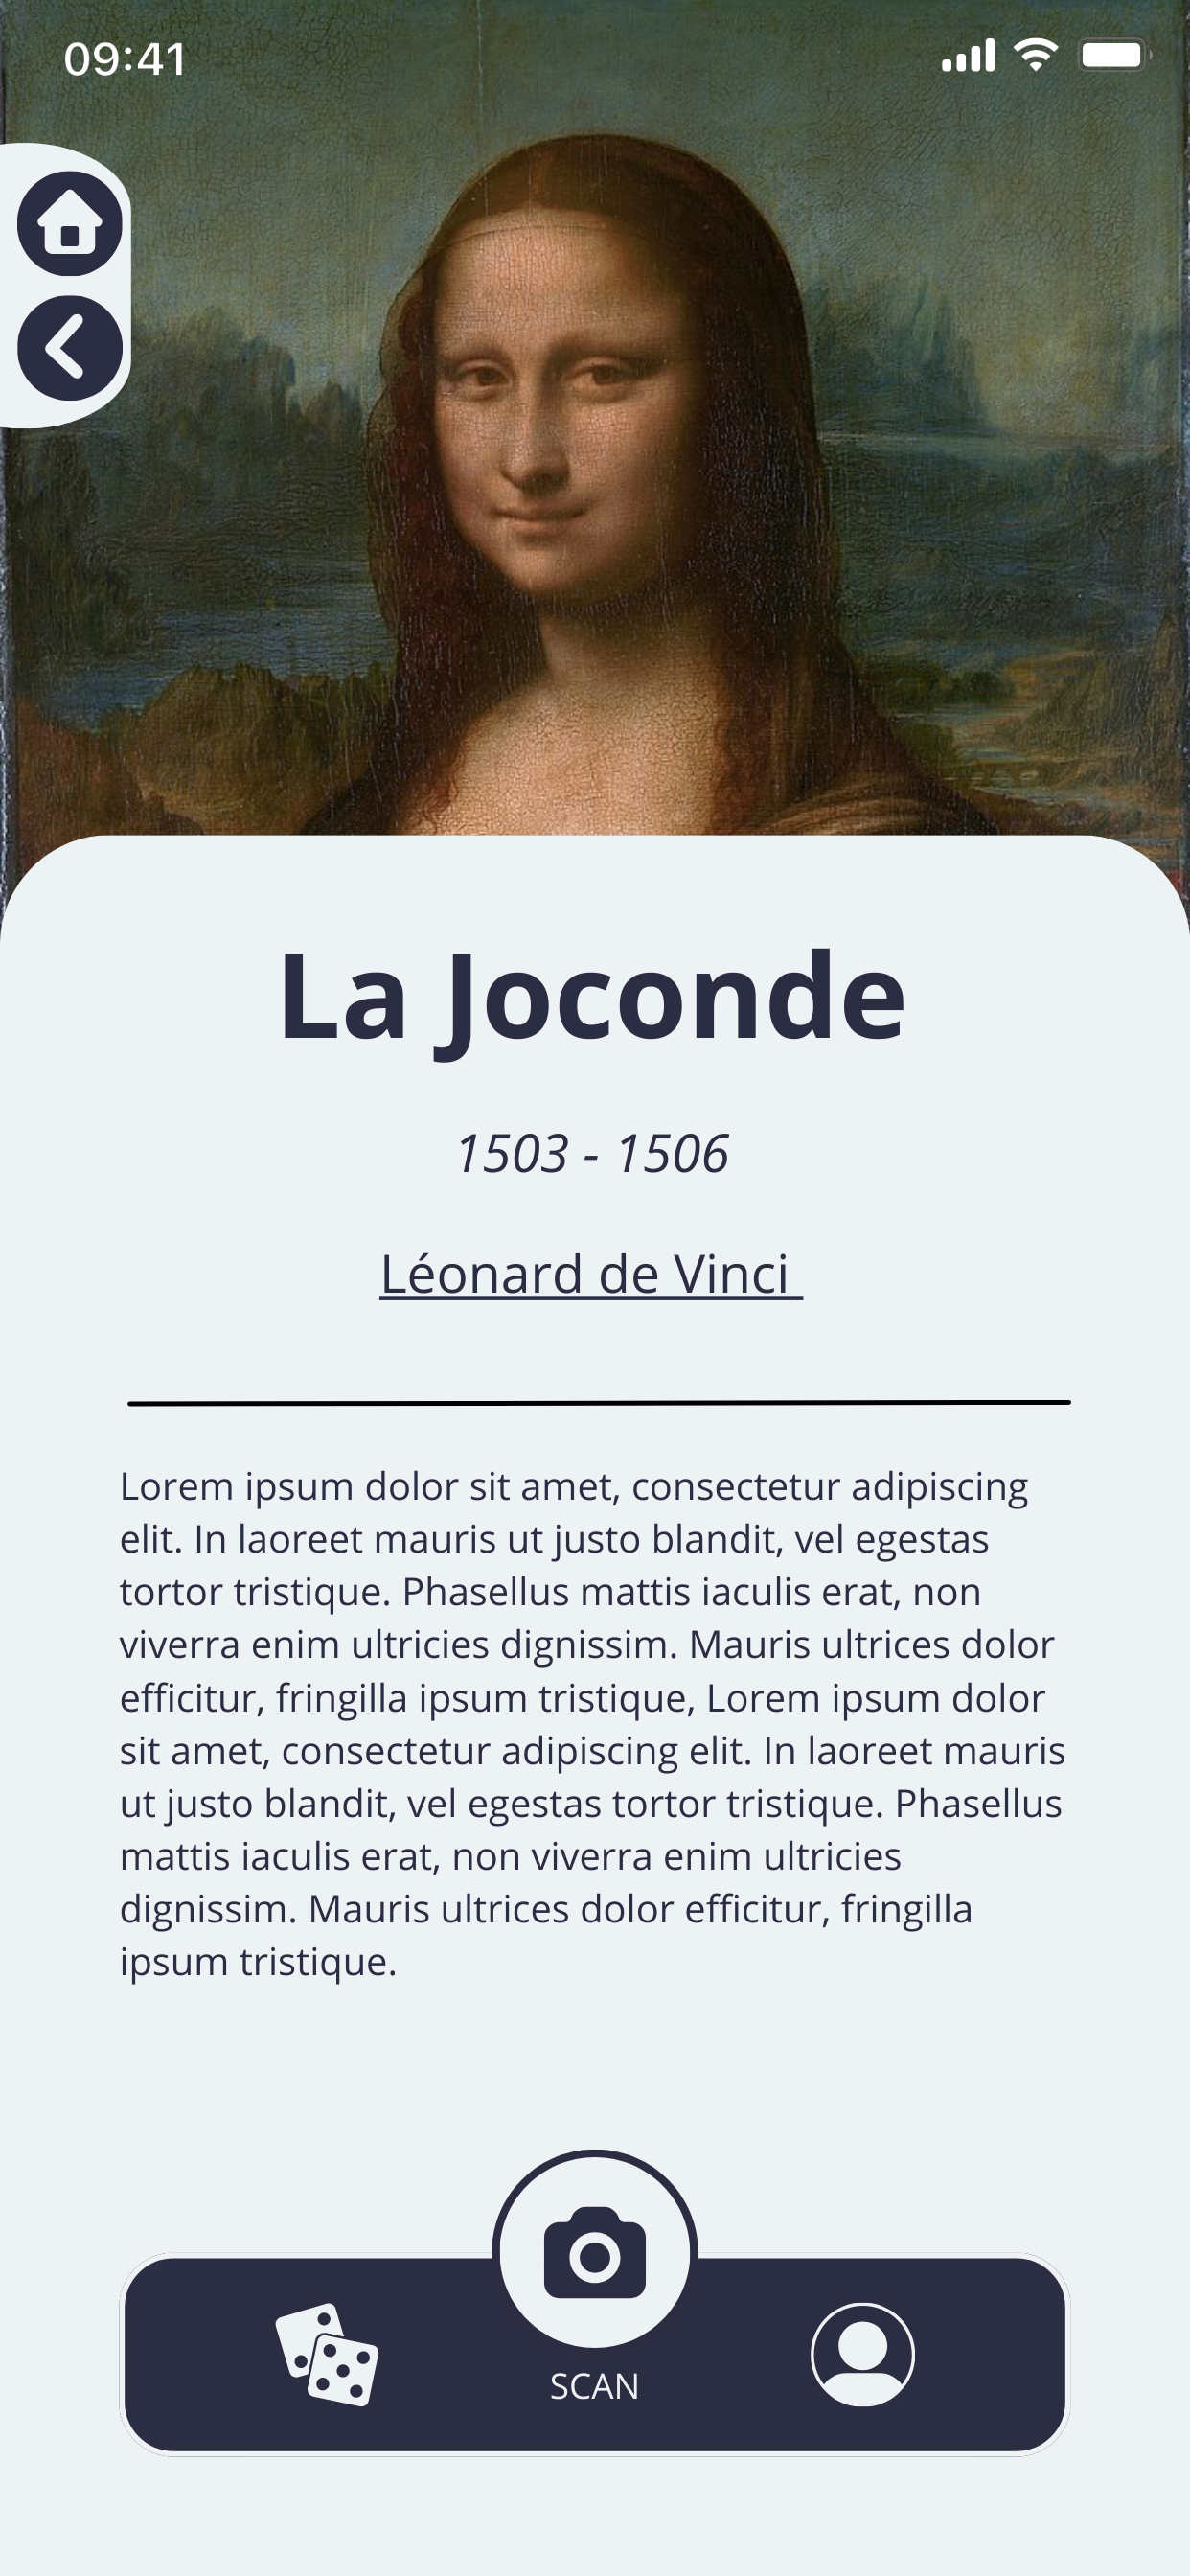 09:41
La Joconde
1503 - 1506
Léonard de Vinci
Lorem ipsum dolor sit amet, consectetur adipiscing
elit. In laoreet mauris ut justo blandit, vel egestas
tortor tristique. Phasellus mattis iaculis erat, non
viverra enim ultricies dignissim. Mauris ultrices dolor
efficitur, fringilla ipsum tristique, Lorem ipsum dolor
sit amet, consectetur adipiscing elit. In laoreet mauris
ut justo blandit, vel egestas tortor tristique. Phasellus
mattis iaculis erat, non viverra enim ultricies
dignissim. Mauris ultrices dolor efficitur, fringilla
ipsum tristique.
SCAN